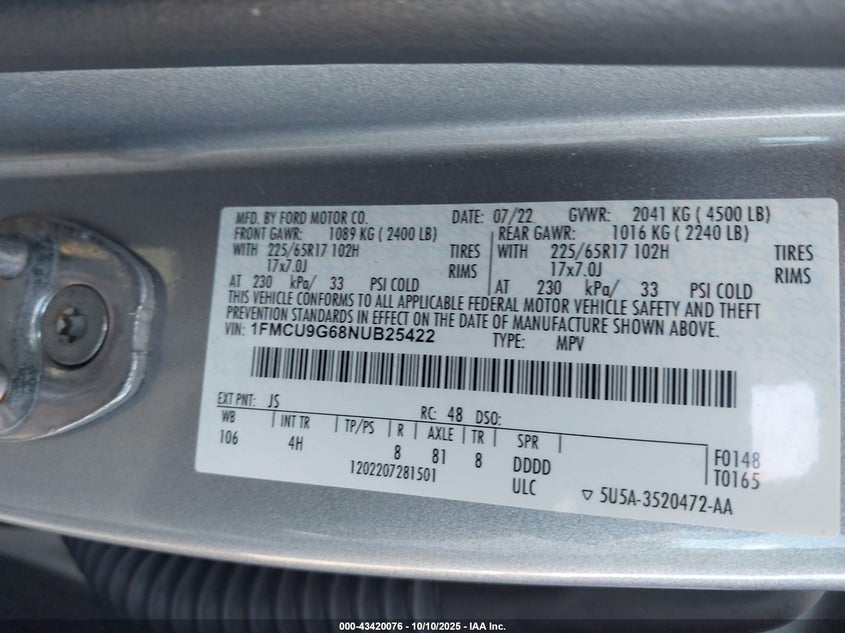 MFD. BY FORD MOTOR CO. DATE: 07/22 GVWR: 2041 KG ( 4500 LB)
FRONT GAWR: 1089 KG ( 2400 LB) REAR GAWR: 1016 KG ( 2240 LB)
WITH 225/65R17 102H TIRES WITH 225/65R17 102H TIRES
17x7.0J RIMS 17x7.0J RIMS
AT 230 kPa/ 33 PSI COLD AT 230 kPa/ 33 PSI COLD
THIS VEHICLE CONFORMS TO ALL APPLICABLE FEDERAL MOTOR VEHICLE SAFETY AND THEFT
PREVENTION STANDARDS IN EFFECT ON THE DATE OF MANUFACTURE SHOWN ABOVE.
VIN: 1FMCU9G68NUB25422 TYPE: MPV
EXT PNT: JS RC: 48 DSO:
WB INT TR TP/PS R AXLE TR SPR
106 4H 8 81 8 DDDD F0148
1202207281501 ULC T0165
▽ 5U5A-3520472-AA
000-43420076 - 10/10/2025 - IAA Inc.